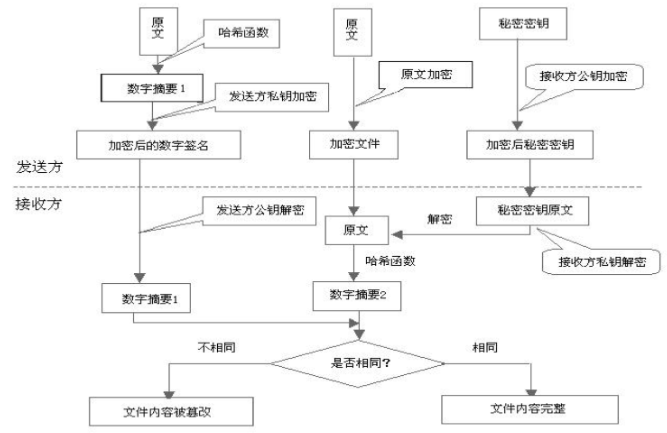 原文
哈希函数
原文
秘密密钥
数字摘要1
发送方私钥加密
原文加密
接收方公钥加密
加密后的数字签名
加密文件
加密后秘密密钥
发送方
接收方
发送方公钥解密
原文
解密
秘密密钥原文
接收方私钥解密
哈希函数
数字摘要1
数字摘要2
不相同
是否相同？
相同
文件内容被篡改
文件内容完整